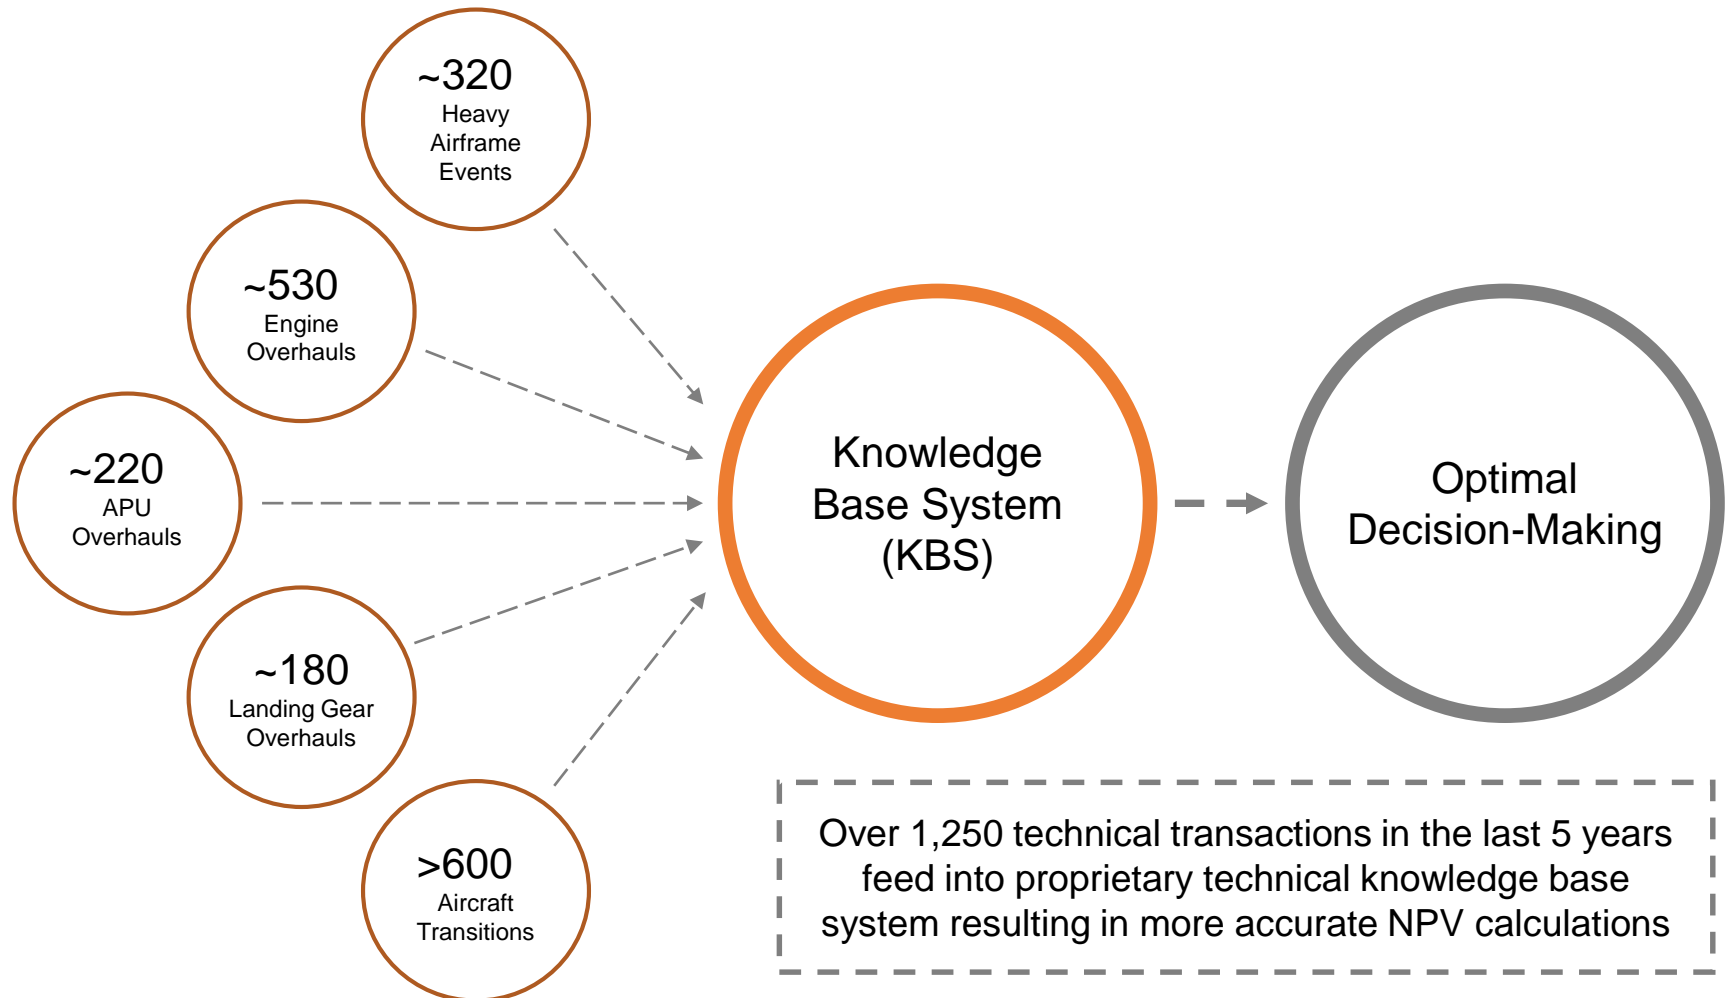 ~320
Heavy
Airframe
Events
~530
Engine
Overhauls
~220
APU
Overhauls
~180
Landing Gear
Overhauls
>600
Aircraft
Transitions
Knowledge
Base System
(KBS)
Optimal
Decision-Making
Over 1,250 technical transactions in the last 5 years
feed into proprietary technical knowledge base
system resulting in more accurate NPV calculations